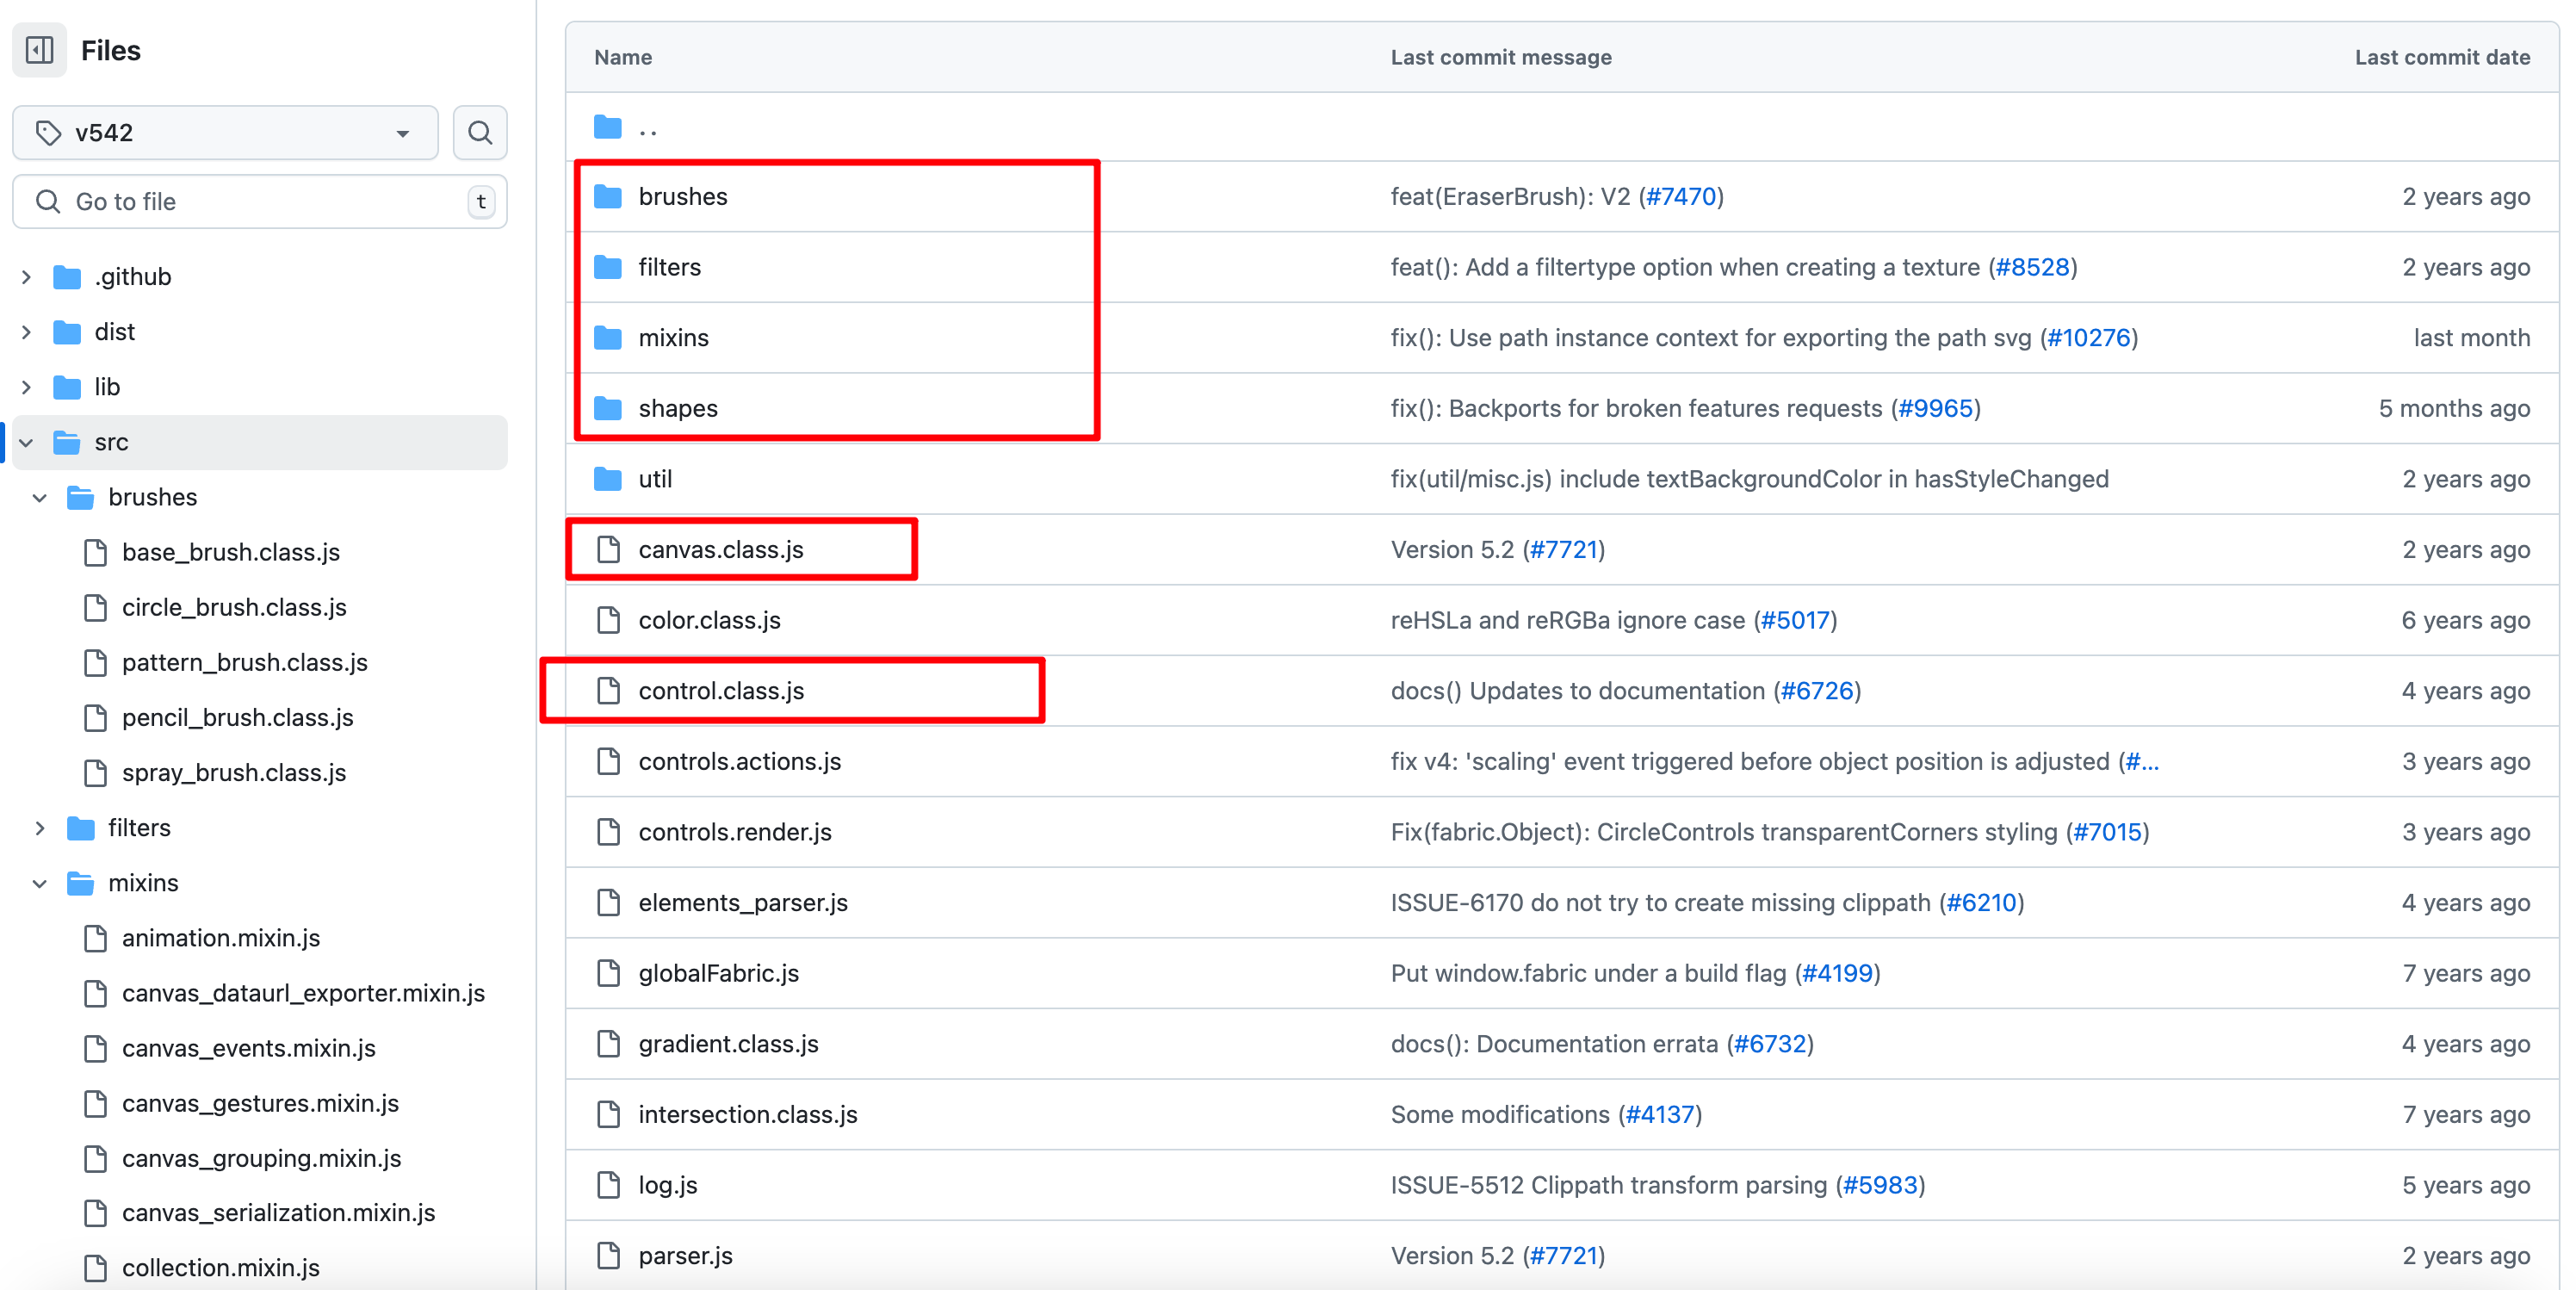 Files
v542
Go to file
t
.github
dist
lib
src
brushes
base_brush.class.js
circle_brush.class.js
pattern_brush.class.js
pencil_brush.class.js
spray_brush.class.js
filters
mixins
animation.mixin.js
canvas_dataurl_exporter.mixin.js
canvas_events.mixin.js
canvas_gestures.mixin.js
canvas_grouping.mixin.js
canvas_serialization.mixin.js
collection.mixin.js
Name Last commit message Last commit date
..
brushes feat(EraserBrush): V2 (#7470) 2 years ago
filters feat(): Add a filtertype option when creating a texture (#8528) 2 years ago
mixins fix(): Use path instance context for exporting the path svg (#10276) last month
shapes fix(): Backports for broken features requests (#9965) 5 months ago
util fix(util/misc.js) include textBackgroundColor in hasStyleChanged 2 years ago
canvas.class.js Version 5.2 (#7721) 2 years ago
color.class.js reHSLa and reRGBa ignore case (#5017) 6 years ago
control.class.js docs() Updates to documentation (#6726) 4 years ago
controls.actions.js fix v4: 'scaling' event triggered before object position is adjusted (#... 3 years ago
controls.render.js Fix(fabric.Object): CircleControls transparentCorners styling (#7015) 3 years ago
elements_parser.js ISSUE-6170 do not try to create missing clippath (#6210) 4 years ago
globalFabric.js Put window.fabric under a build flag (#4199) 7 years ago
gradient.class.js docs(): Documentation errata (#6732) 4 years ago
intersection.class.js Some modifications (#4137) 7 years ago
log.js ISSUE-5512 Clippath transform parsing (#5983) 5 years ago
parser.js Version 5.2 (#7721) 2 years ago